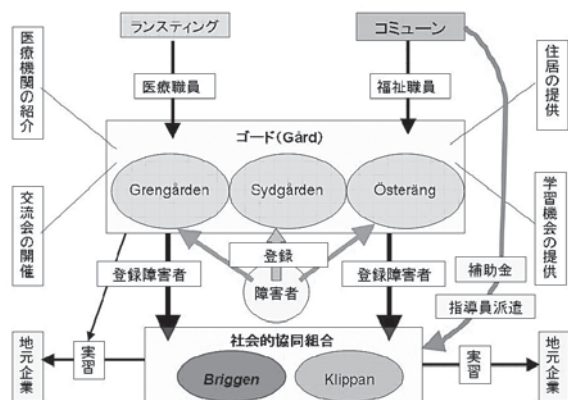 ランスティング
コミューン
医療機関の紹介
医療職員
福祉職員
住居の提供
ゴード(Gård)
Grengården
Sydgården
Österäng
交流会の開催
学習機会の提供
登録
登録障害者
障害者
登録障害者
補助金
指導員派遣
社会的協同組合
地元企業
実習
Briggen
Klippan
実習
地元企業